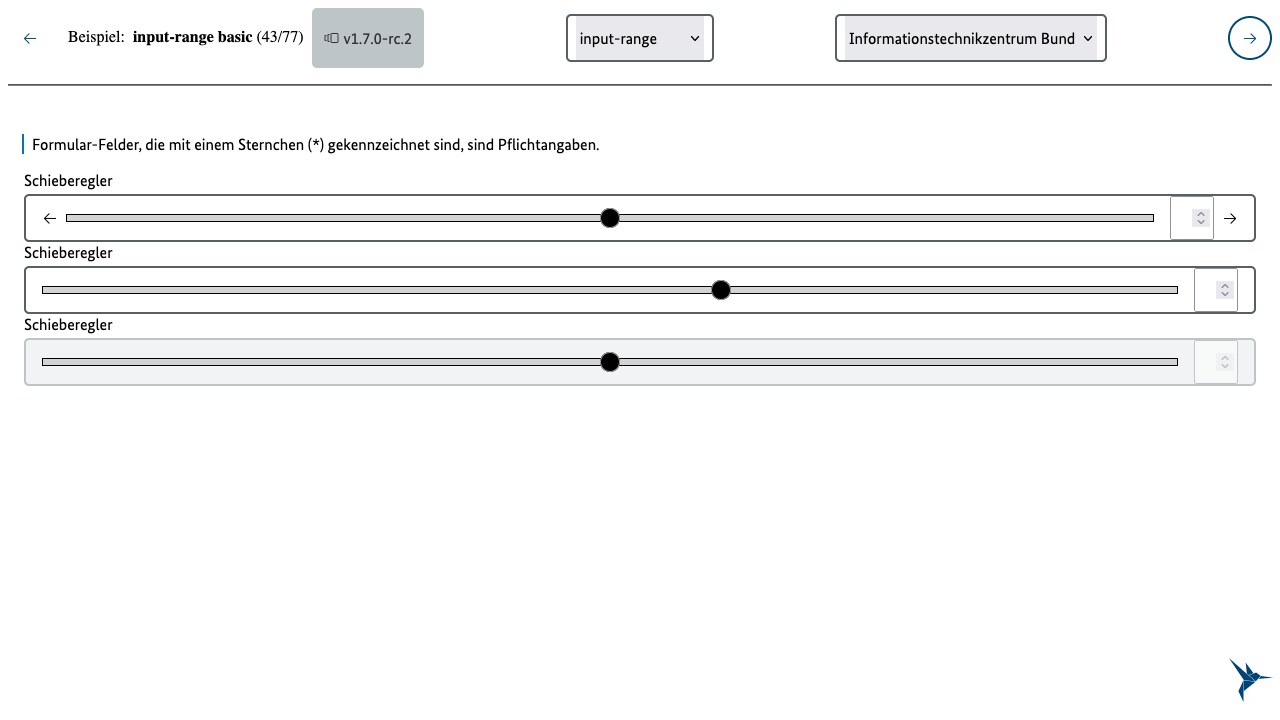 Beispiel: input-range basic (43/77) v1.7.0-rc.2 input-range Informationstechnikzentrum Bund
Formular-Felder, die mit einem Sternchen (*) gekennzeichnet sind, sind Pflichtangaben.
Schieberegler
Schieberegler
Schieberegler